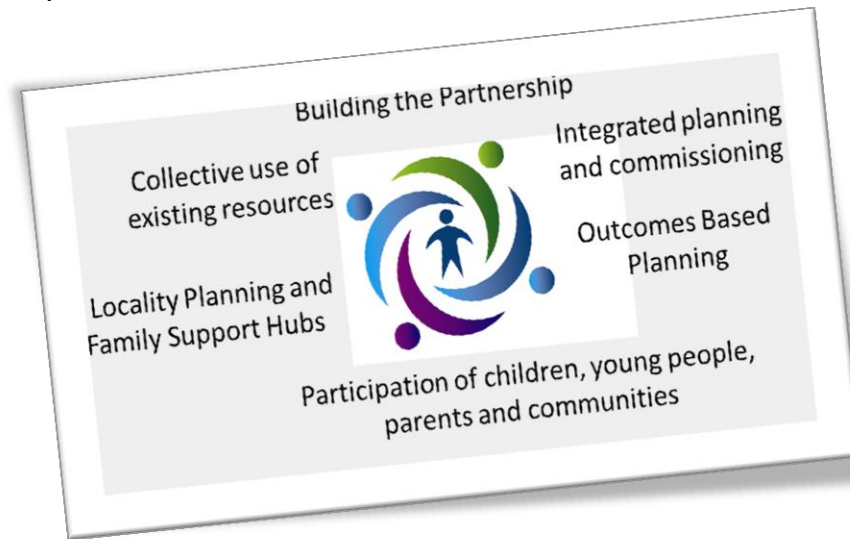 Building the Partnership
Collective use of
existing resources
Integrated planning
and commissioning
Locality Planning and
Family Support Hubs
Outcomes Based
Planning
Participation of children, young people,
parents and communities